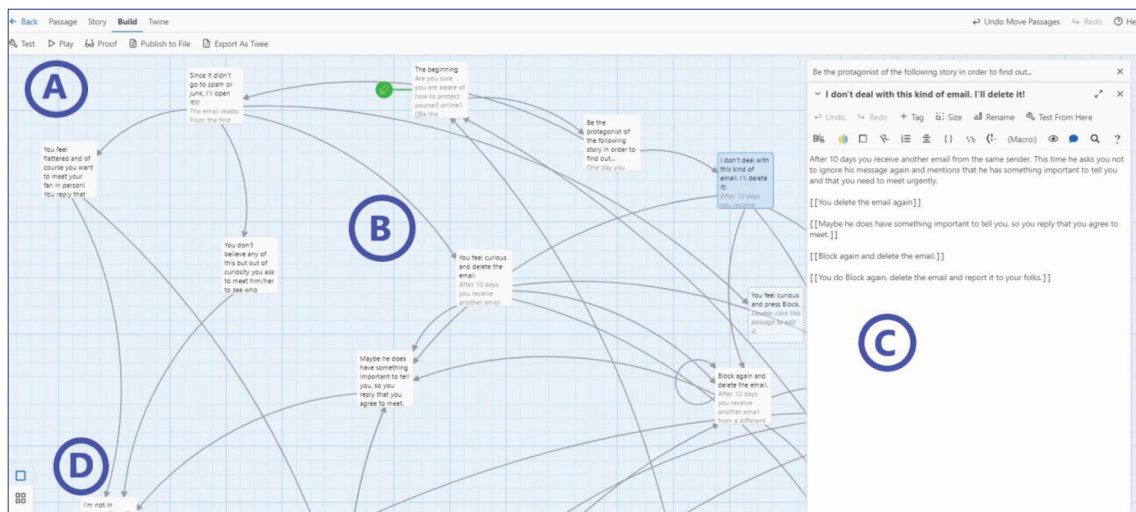 ← Back Passage Story Build Twine Undo Move Passages Redo He
Test Play Proof Publish to File Export As Twee
A
Since it didn't
go to spam or
junk, I'll open
it!!
The email reads:
From the first
The beginning
Are you sure
you are aware of
how to protect
yourself online?
[[Be the
Be the
protagonist of
the following
story in order to
find out...
One day you
You feel
flattered and of
course you want
to meet your
fan in person!
You reply that
I don't deal with
this kind of
email. I'll delete
it!
After 10 days
you receive
B
You don't
believe any of
this but out of
curiosity you ask
to meet him/her
to see who
You feel curious
and delete the
email
After 10 days
you receive
another email
You feel curious
and press Block.
Double-click this
passage to edit
it.
Maybe he does
have something
important to tell
you, so you
reply that you
agree to meet.
Block again and
delete the email.
After 10 days
you receive
another email
from a different
D
I'm not in
Be the protagonist of the following story in order to find out...
I don't deal with this kind of email. I'll delete it!
Undo Redo + Tag Size Rename Test From Here
(Macro) ?
After 10 days you receive another email from the same sender. This time he asks you not
to ignore his message again and mentions that he has something important to tell you
and that you need to meet urgently.
[[You delete the email again]]
[[Maybe he does have something important to tell you, so you reply that you agree to
meet.]]
[[Block again and delete the email.]]
[[You do Block again, delete the email and report it to your folks.]]
C